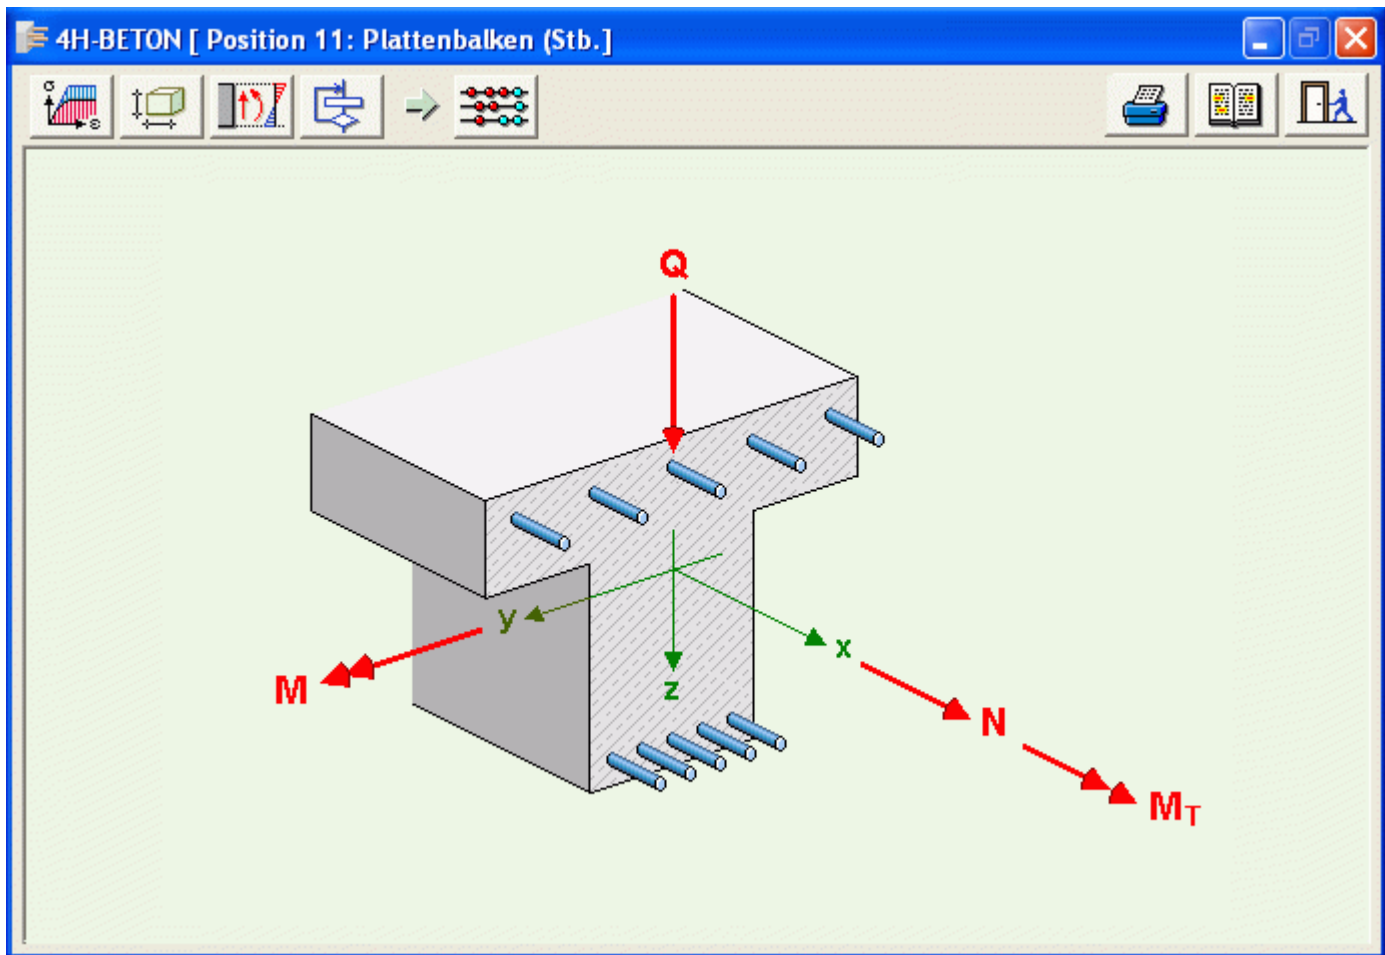 4H-BETON [ Position 11: Plattenbalken (Stb.]
σ
ε
Q
y
x
M
z
N
MT